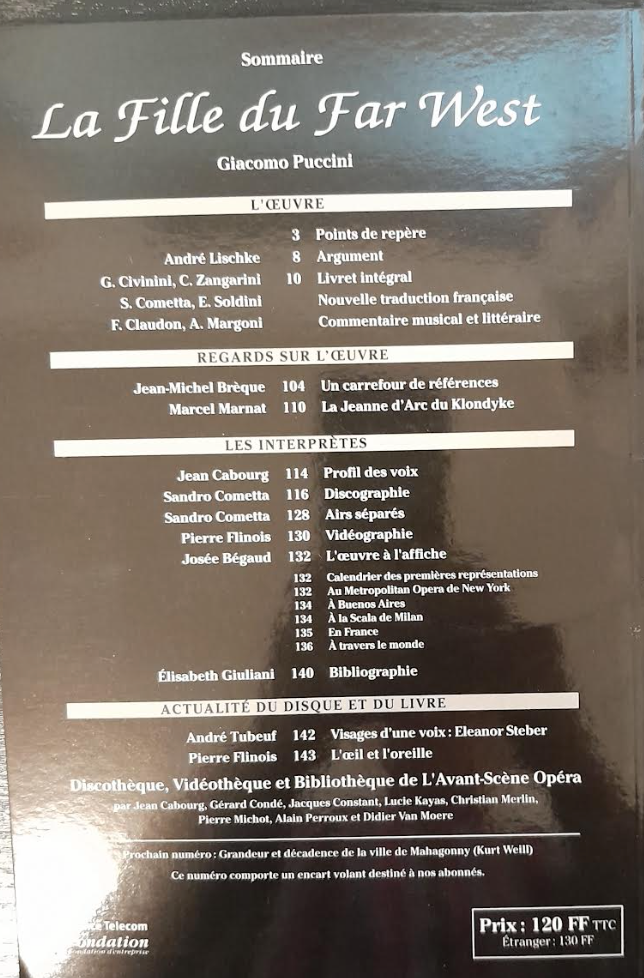 Sommaire
La Fille du Far West
Giacomo Puccini
L'ŒUVRE
3 Points de repère
André Lischke 8 Argument
G. Civinini, C. Zangarini 10 Livret intégral
S. Cometta, E. Soldini Nouvelle traduction française
F. Claudon, A. Margoni Commentaire musical et littéraire
REGARDS SUR L'ŒUVRE
Jean-Michel Brèque 104 Un carrefour de références
Marcel Marnat 110 La Jeanne d'Arc du Klondyke
LES INTERPRÈTES
Jean Cabourg 114 Profil des voix
Sandro Cometta 116 Discographie
Sandro Cometta 128 Airs séparés
Pierre Flinois 130 Vidéographie
Josée Bégaud 132 L'œuvre à l'affiche
132 Calendrier des premières représentations
132 Au Metropolitan Opera de New York
134 À Buenos Aires
134 À la Scala de Milan
135 En France
136 À travers le monde
Élisabeth Giuliani 140 Bibliographie
ACTUALITÉ DU DISQUE ET DU LIVRE
André Tubeuf 142 Visages d'une voix : Eleanor Steber
Pierre Flinois 143 L'œil et l'oreille
Discothèque, Vidéothèque et Bibliothèque de L'Avant-Scène Opéra
par Jean Cabourg, Gérard Condé, Jacques Constant, Lucie Kayas, Christian Merlin,
Pierre Michot, Alain Perroux et Didier Van Moere
Prochain numéro : Grandeur et décadence de la ville de Mahagonny (Kurt Weill)
Ce numéro comporte un encart volant destiné à nos abonnés.
Telecom
Prix : 120 FF TTC
Étranger : 130 FF
d'entreprise